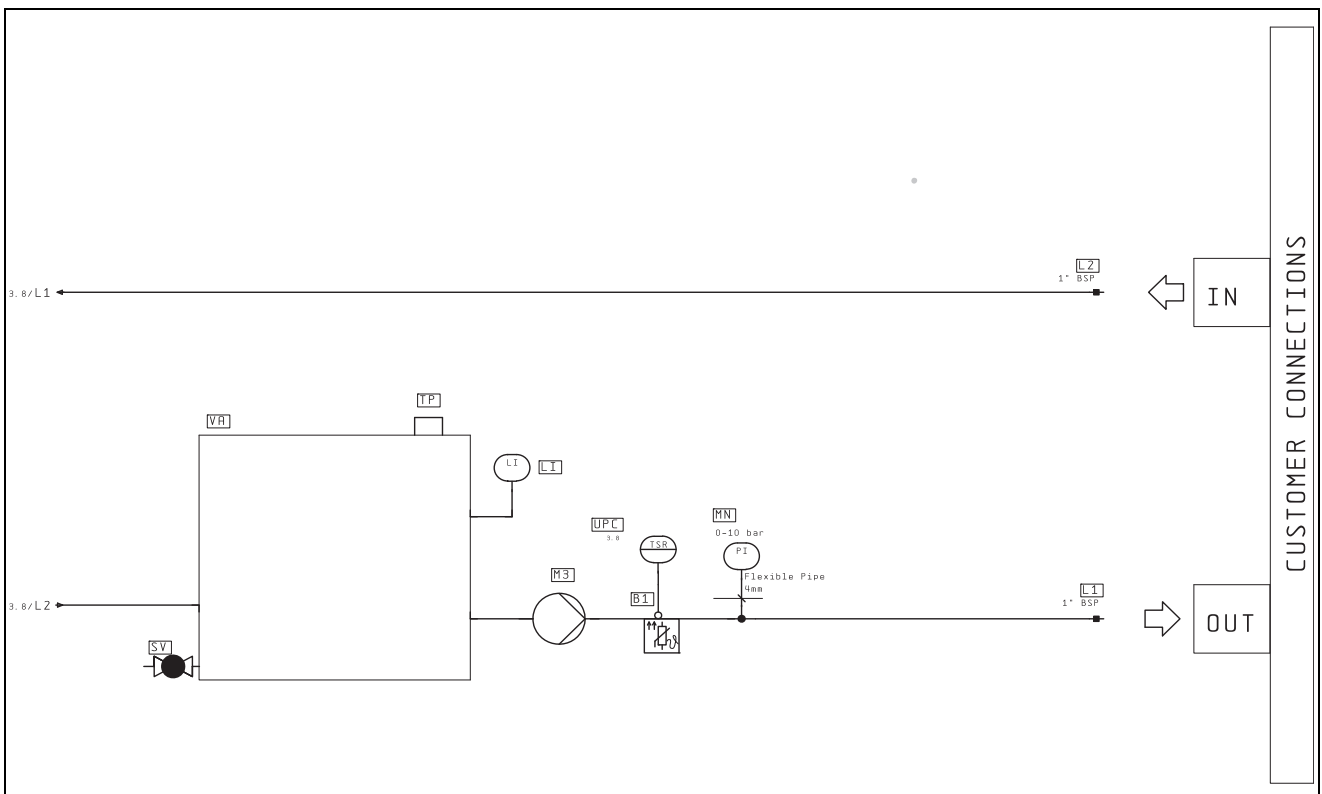 L2
1" BSP
3.8/L1
IN
CUSTOMER CONNECTIONS
TP
VA
LI
LI
MN
0-10 bar
UPC
3.8
TSR
PI
Flexible Pipe
4mm
M3
B1
L1
1" BSP
3.8/L2
OUT
SV